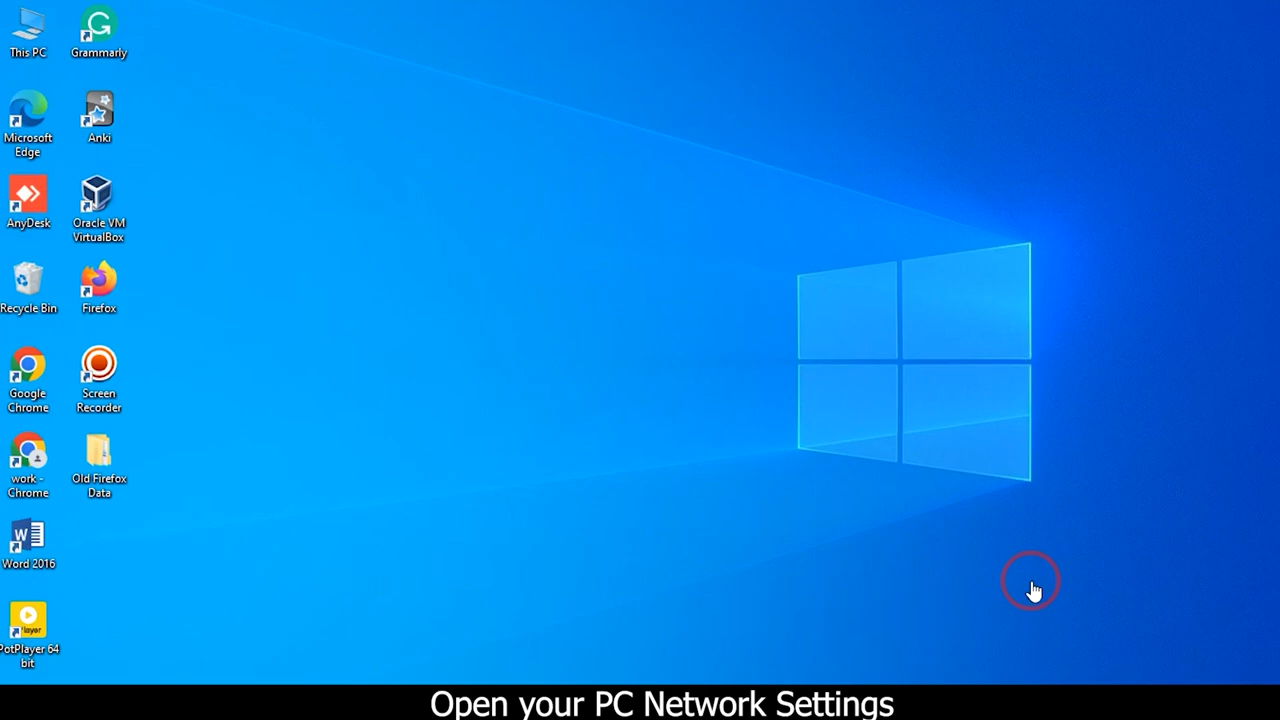 This PC
Grammarly
Microsoft
Edge
Anki
AnyDesk
Oracle VM
VirtualBox
Recycle Bin
Firefox
Google
Chrome
Screen
Recorder
work -
Chrome
Old Firefox
Data
Word 2016
PotPlayer 64
bit
Open your PC Network Settings